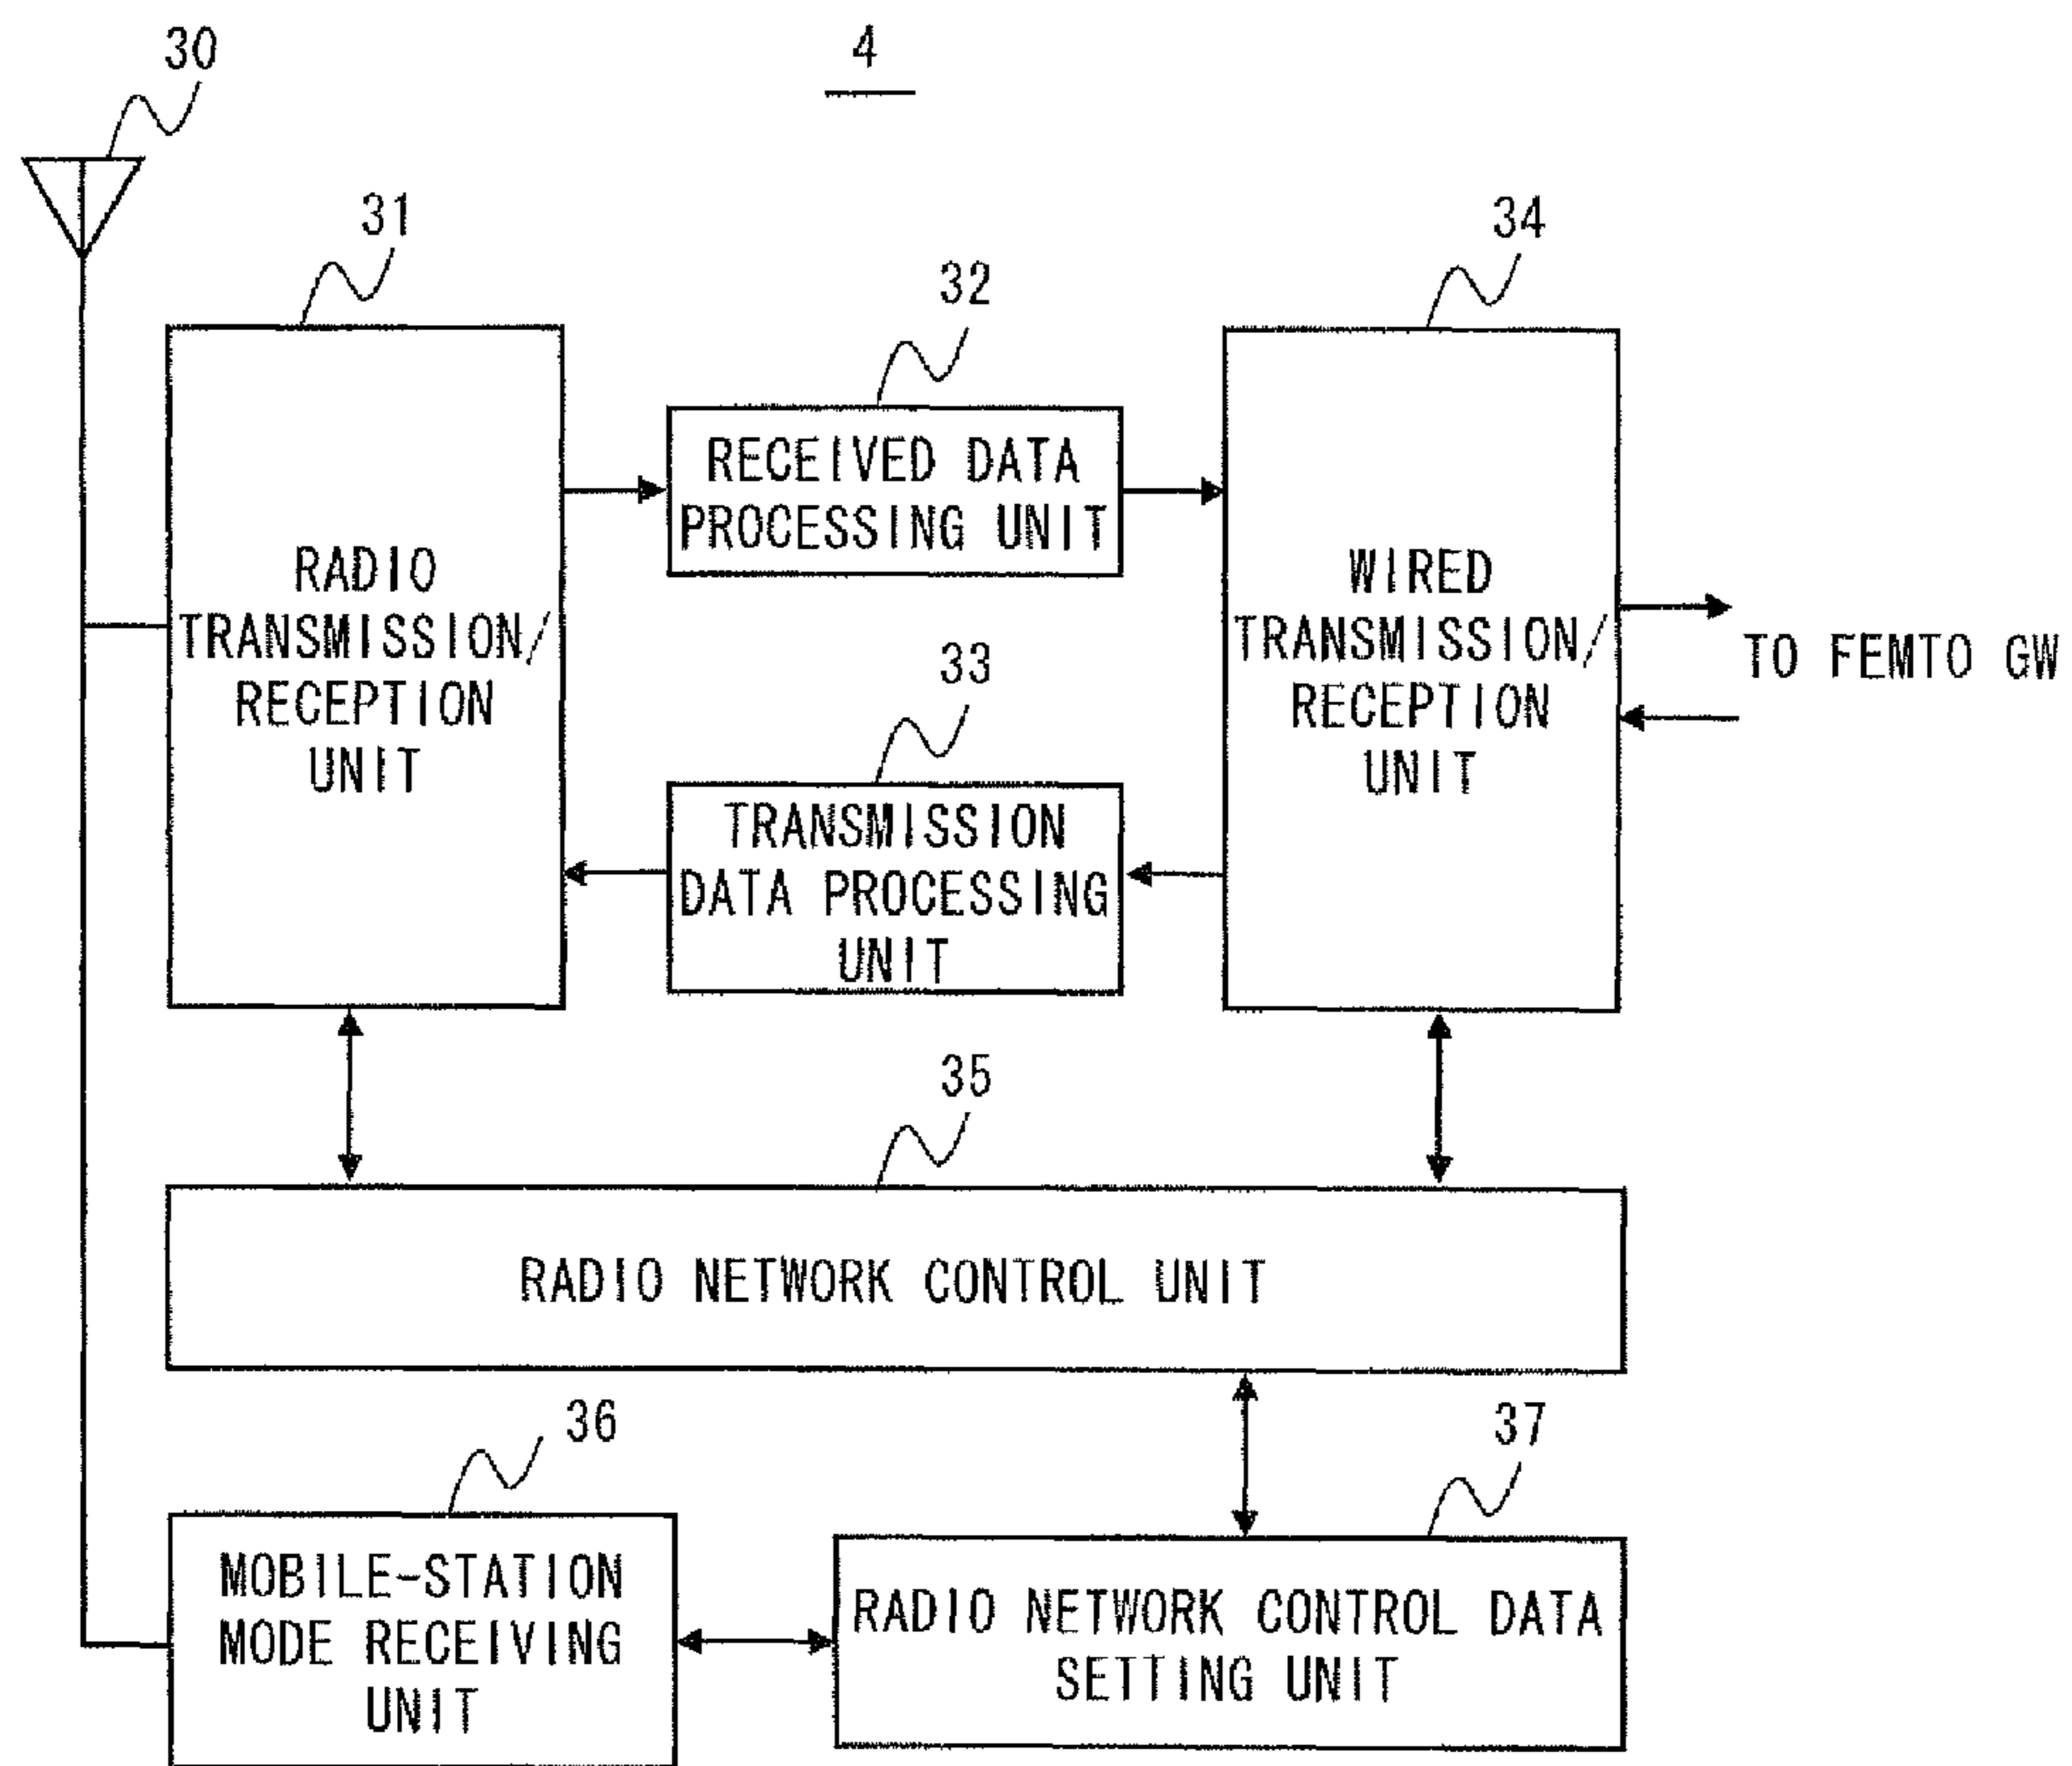 4
30
31
32
34
RADIO
TRANSMISSION/
RECEPTION
UNIT
RECEIVED DATA
PROCESSING UNIT
WIRED
TRANSMISSION/
RECEPTION
UNIT
TO FEMTO GW
33
TRANSMISSION
DATA PROCESSING
UNIT
35
RADIO NETWORK CONTROL UNIT
36
37
MOBILE-STATION
MODE RECEIVING
UNIT
RADIO NETWORK CONTROL DATA
SETTING UNIT